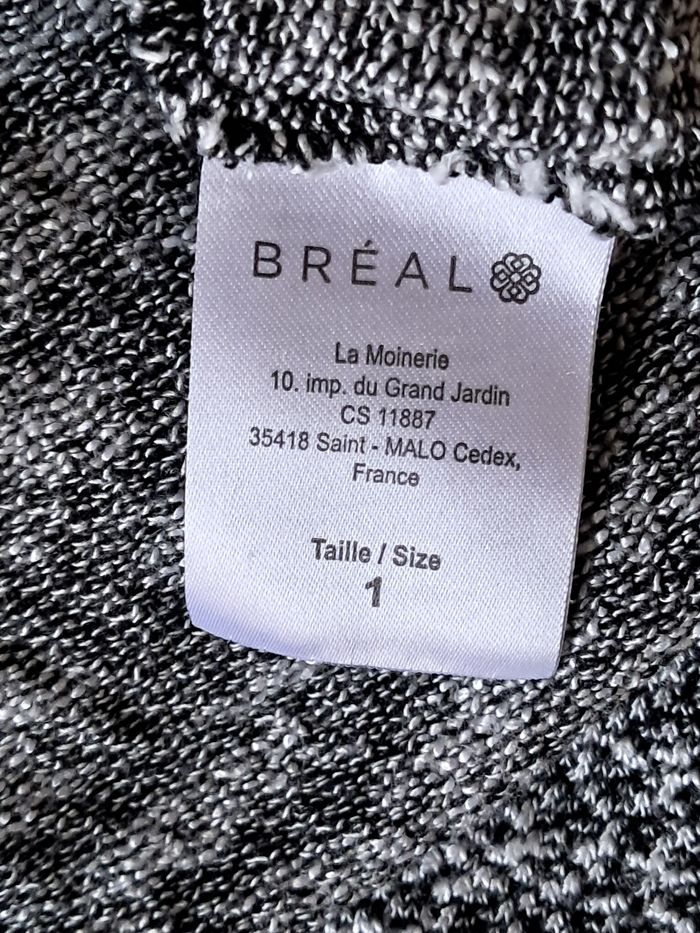 BRÉAL
La Moinerie
10. imp. du Grand Jardin
CS 11887
35418 Saint - MALO Cedex,
France
Taille / Size
1